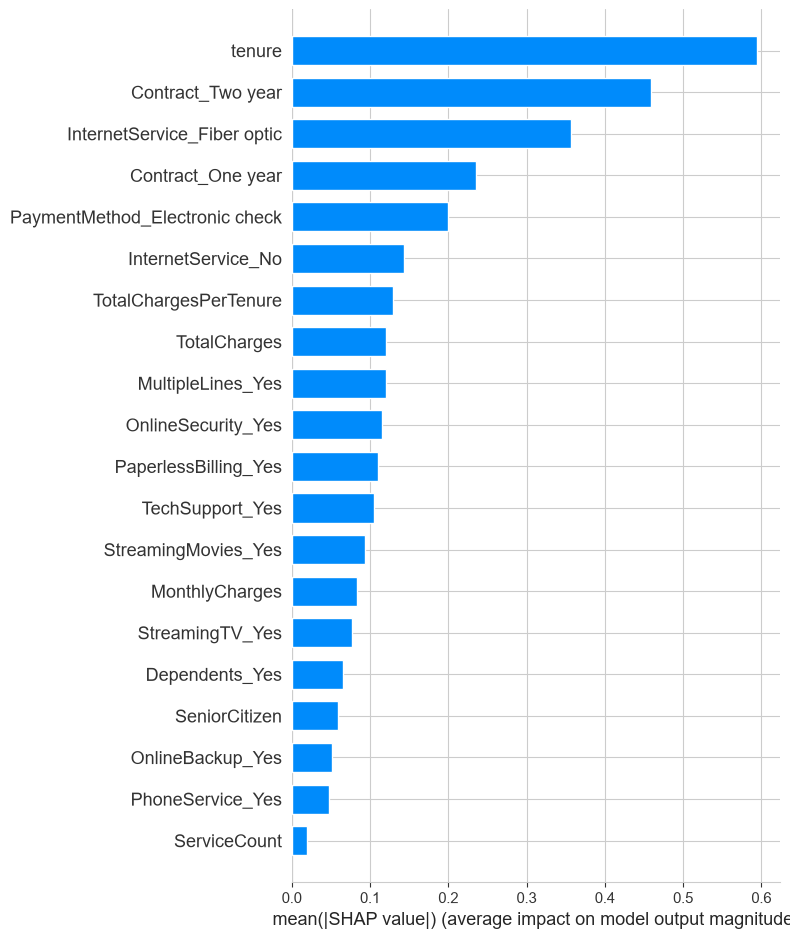 tenure
Contract_Two year
InternetService_Fiber optic
Contract_One year
PaymentMethod_Electronic check
InternetService_No
TotalChargesPerTenure
TotalCharges
MultipleLines_Yes
OnlineSecurity_Yes
PaperlessBilling_Yes
TechSupport_Yes
StreamingMovies_Yes
MonthlyCharges
StreamingTV_Yes
Dependents_Yes
SeniorCitizen
OnlineBackup_Yes
PhoneService_Yes
ServiceCount
0.0 0.1 0.2 0.3 0.4 0.5 0.6
mean(|SHAP value|) (average impact on model output magnitude